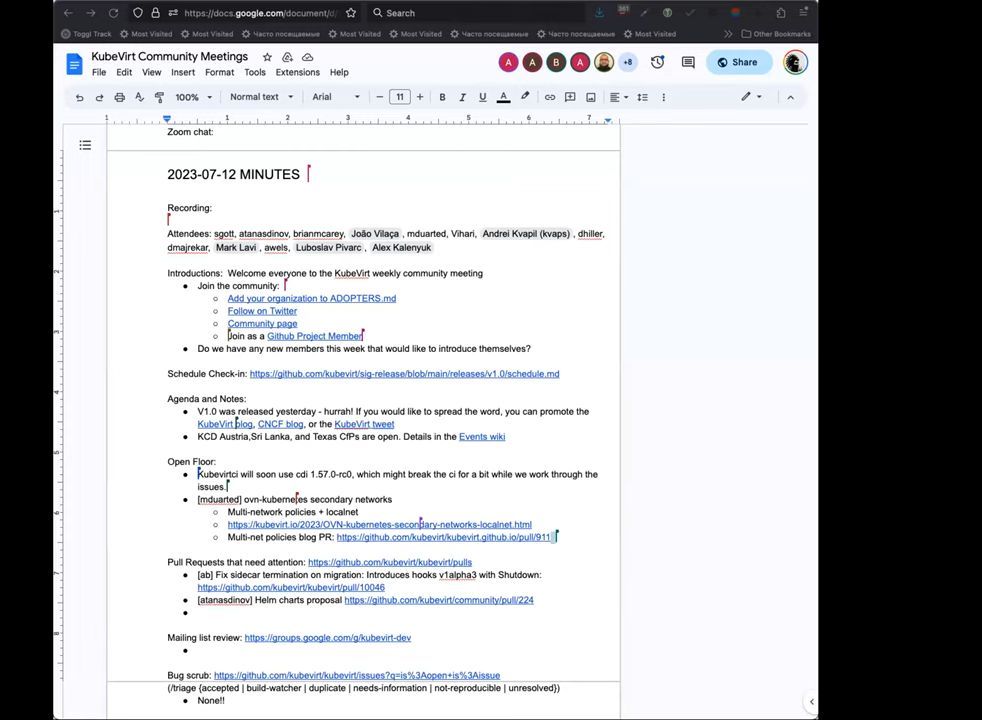 https://docs.google.com/document/d/
Search
381
Toggl Track Most Visited Most Visited Часто посещаемые Most Visited Часто посещаемые Most Visited Часто посещаемые Most Visited Other Bookmarks
KubeVirt Community Meetings
File Edit View Insert Format Tools Extensions Help
A A B A +8 Share
100% Normal text Arial 11
1 1 2 3 4 5 6 7
Zoom chat:
2023-07-12 MINUTES
Recording:
Attendees: sgott, atanasdinov, brianmcarey, João Vilaça, mduarted, Vihari, Andrei Kvapil (kvaps), dhiller,
dmajrekar, Mark Lavi, awels, Luboslav Pivarc, Alex Kalenyuk
Introductions: Welcome everyone to the KubeVirt weekly community meeting
Join the community:
Add your organization to ADOPTERS.md
Follow on Twitter
Community page
Join as a Github Project Member
Do we have any new members this week that would like to introduce themselves?
Schedule Check-in: https://github.com/kubevirt/sig-release/blob/main/releases/v1.0/schedule.md
Agenda and Notes:
V1.0 was released yesterday - hurrah! If you would like to spread the word, you can promote the
KubeVirt blog, CNCF blog, or the KubeVirt tweet
KCD Austria,Sri Lanka, and Texas CfPs are open. Details in the Events wiki
Open Floor:
Kubevirtci will soon use cdi 1.57.0-rc0, which might break the ci for a bit while we work through the
issues.
[mduarted] ovn-kubernetes secondary networks
Multi-network policies + localnet
https://kubevirt.io/2023/OVN-kubernetes-secondary-networks-localnet.html
Multi-net policies blog PR: https://github.com/kubevirt/kubevirt.github.io/pull/911
Pull Requests that need attention: https://github.com/kubevirt/kubevirt/pulls
[ab] Fix sidecar termination on migration: Introduces hooks v1alpha3 with Shutdown:
https://github.com/kubevirt/kubevirt/pull/10046
[atanasdinov] Helm charts proposal https://github.com/kubevirt/community/pull/224
Mailing list review: https://groups.google.com/g/kubevirt-dev
Bug scrub: https://github.com/kubevirt/kubevirt/issues?q=is%3Aopen+is%3Aissue
(/triage {accepted | build-watcher | duplicate | needs-information | not-reproducible | unresolved})
None!!